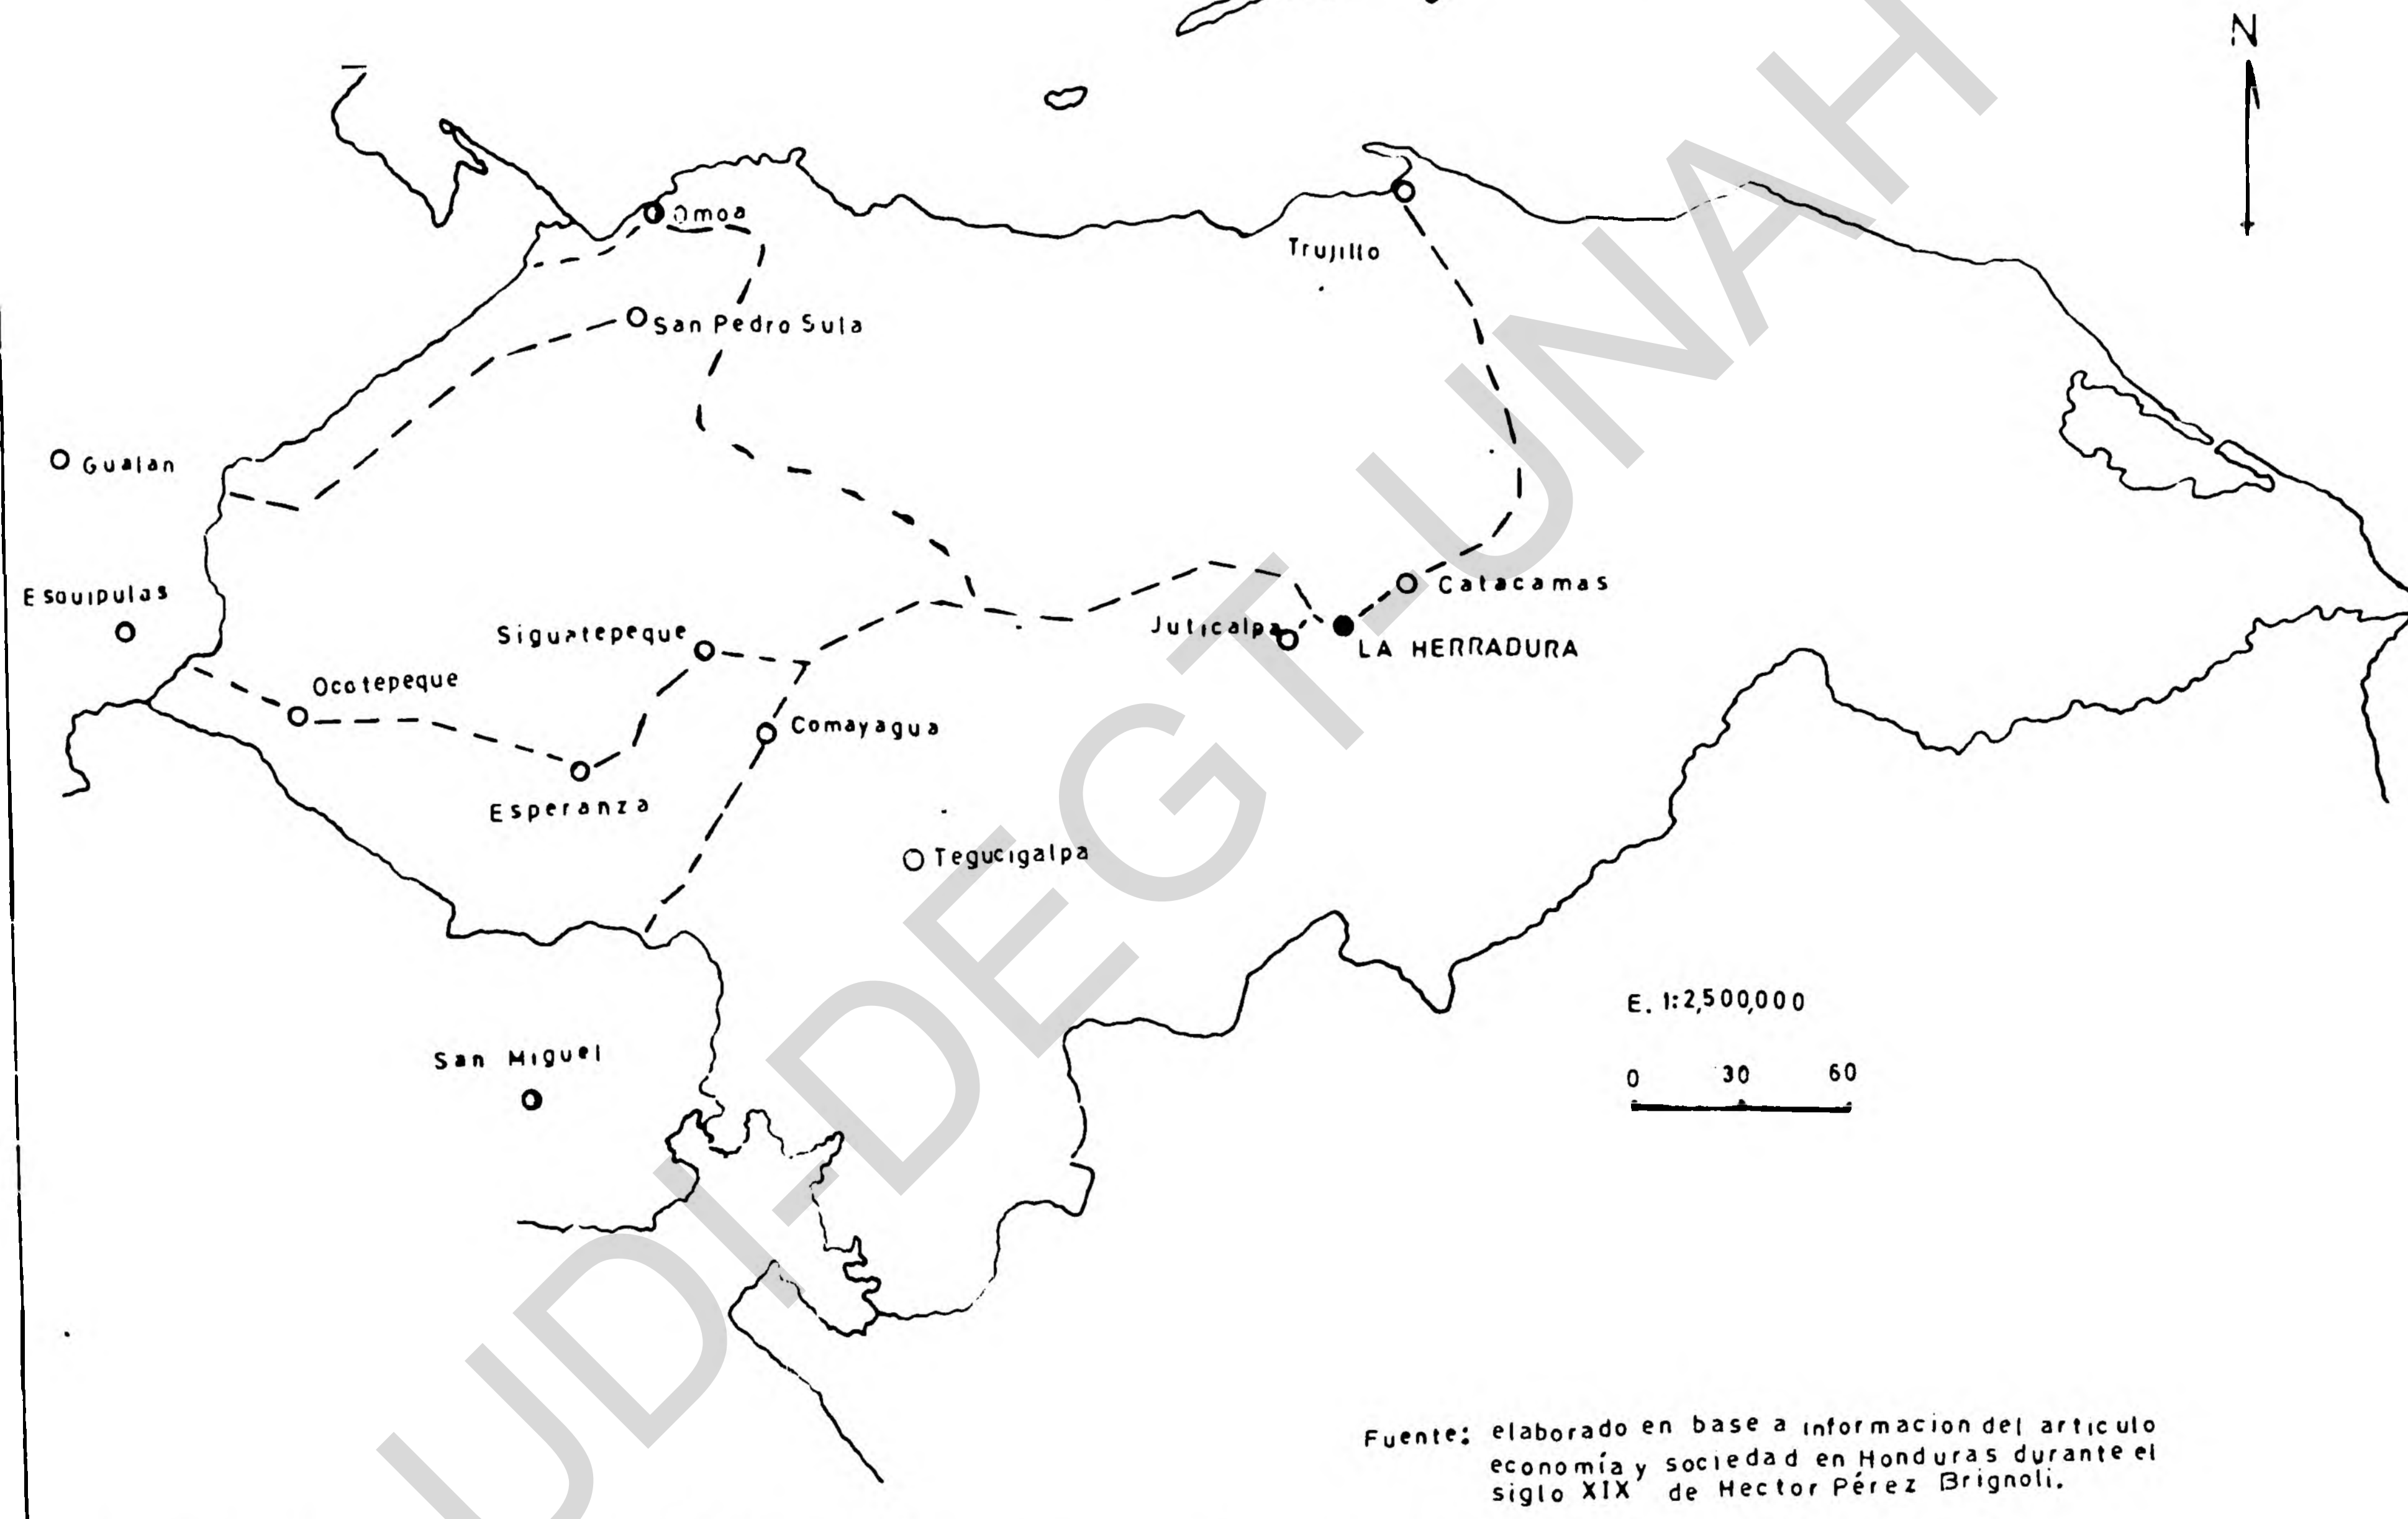 N
Omoa
Trujillo
San Pedro Sula
Gualan
Esquipulas
Catacamas
Juticalpa
Siguatepeque
LA HERRADURA
Ocotepeque
Comayagua
Esperanza
Tegucigalpa
E. 1:2,500,000
San Miguel
0 30 60
Fuente: elaborado en base a informacion del articulo
economía y sociedad en Honduras durante el
siglo XIX de Hector Pérez Brignoli.
UDI-DEGT-UNAH